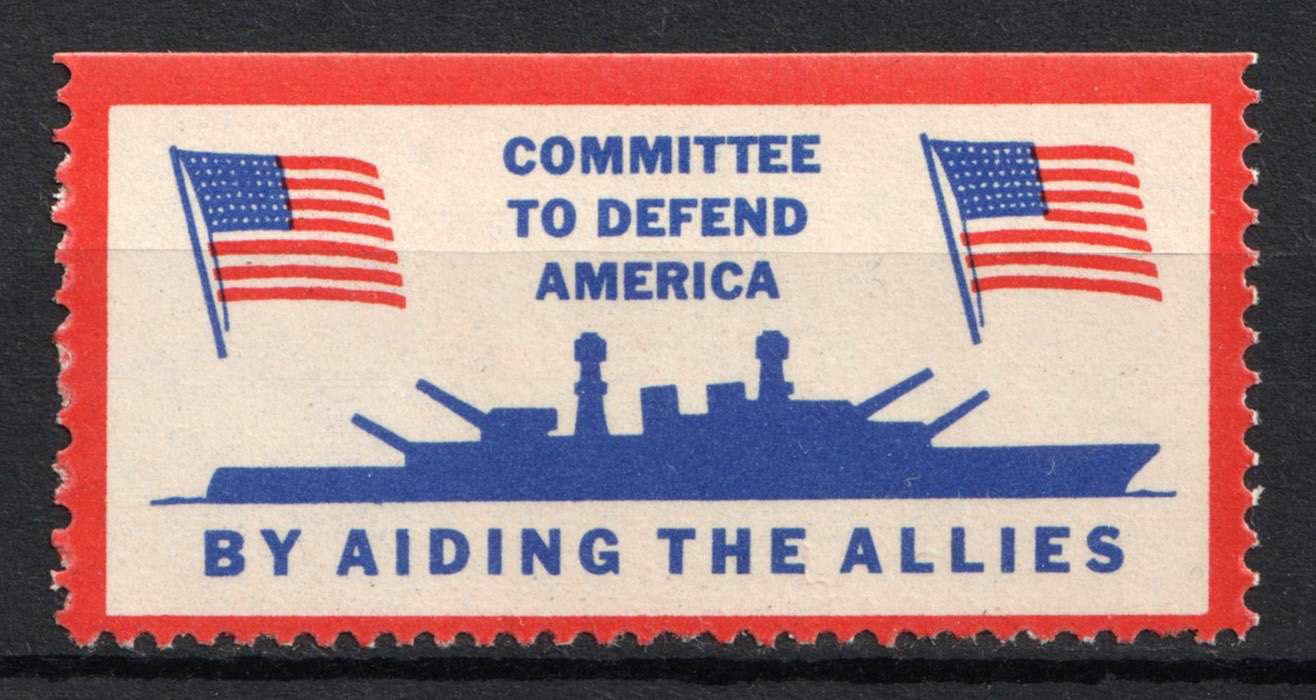 COMMITTEE
TO DEFEND
AMERICA
BY AIDING THE ALLIES